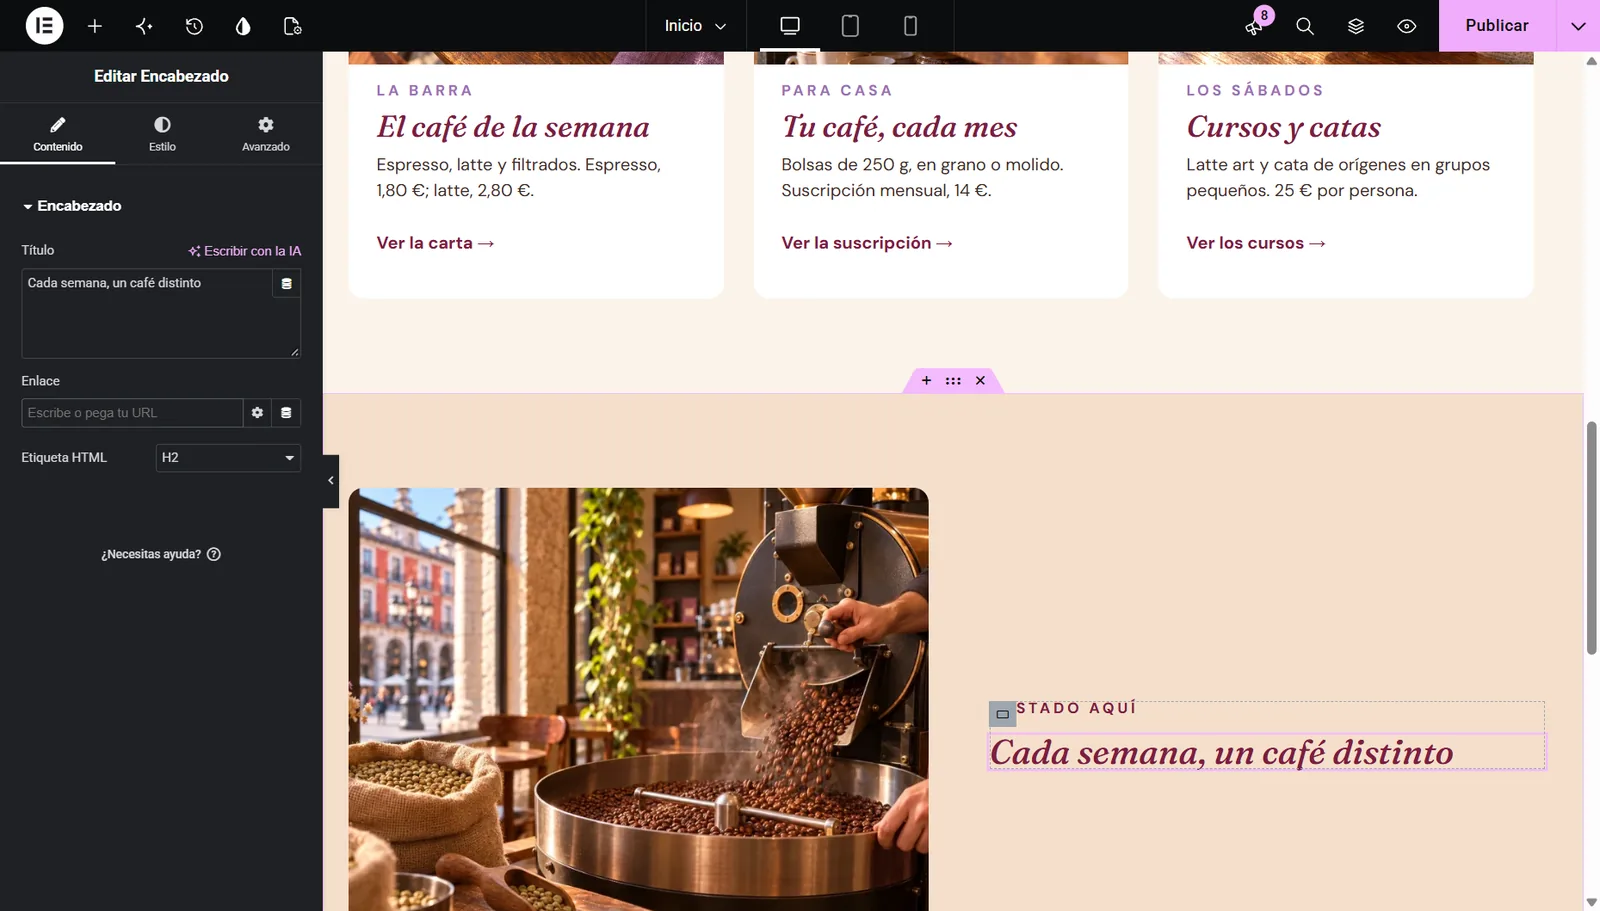 Inicio
8
Publicar
Editar Encabezado
Contenido
Estilo
Avanzado
Encabezado
Título
Escribir con la IA
Cada semana, un café distinto
Enlace
Escribe o pega tu URL
Etiqueta HTML
H2
¿Necesitas ayuda?
LA BARRA
El café de la semana
Espresso, latte y filtrados. Espresso,
1,80 €; latte, 2,80 €.
Ver la carta →
PARA CASA
Tu café, cada mes
Bolsas de 250 g, en grano o molido.
Suscripción mensual, 14 €.
Ver la suscripción →
LOS SÁBADOS
Cursos y catas
Latte art y cata de orígenes en grupos
pequeños. 25 € por persona.
Ver los cursos →
STADO AQUÍ
Cada semana, un café distinto